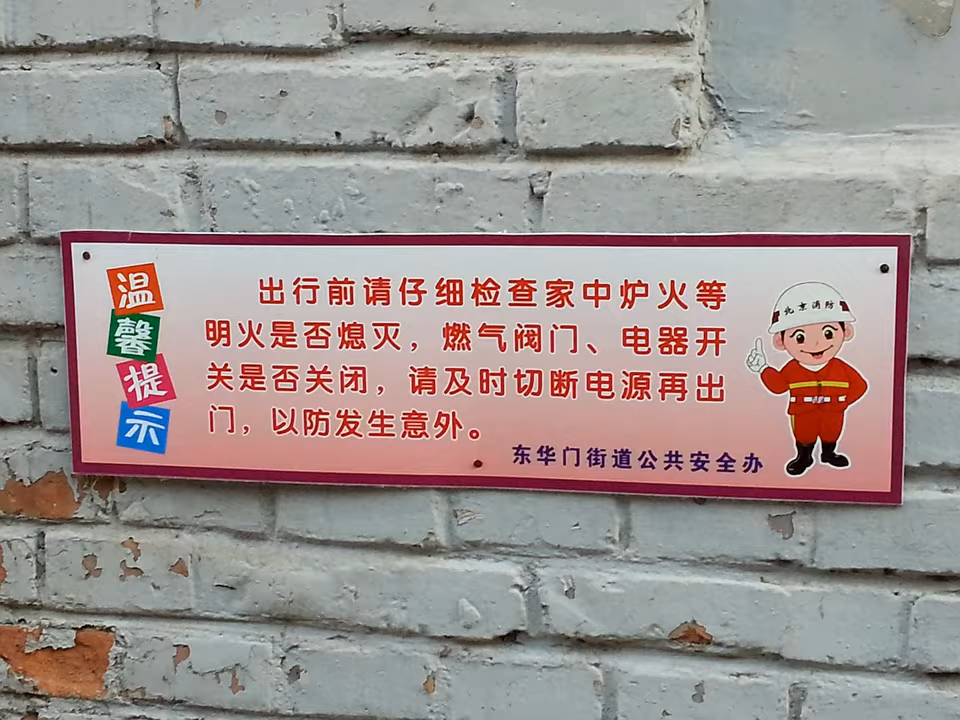 温馨提示
出行前请仔细检查家中炉火等
明火是否熄灭，燃气阀门、电器开
关是否关闭，请及时切断电源再出
门，以防发生意外。
东华门街道公共安全办
北京消防